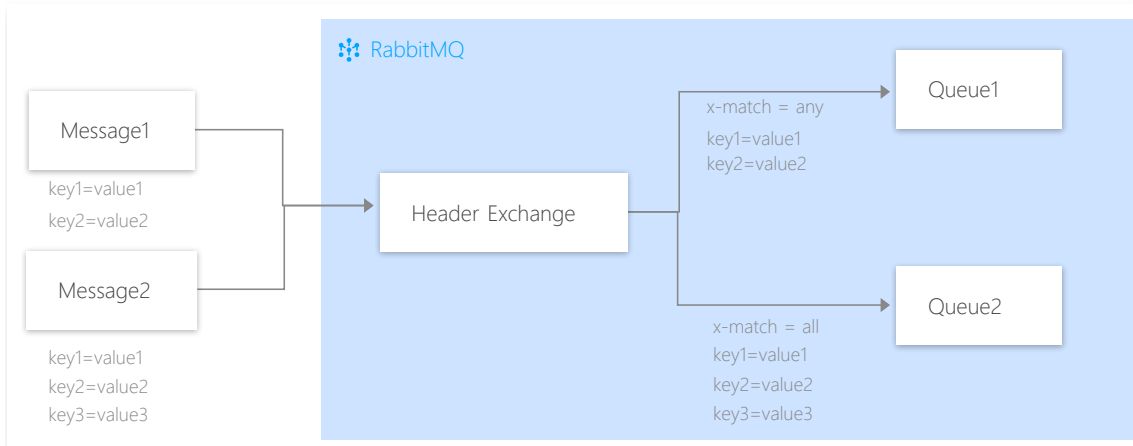 RabbitMQ
Message1
key1=value1
key2=value2
Message2
key1=value1
key2=value2
key3=value3
Header Exchange
x-match = any
key1=value1
key2=value2
Queue1
x-match = all
key1=value1
key2=value2
key3=value3
Queue2